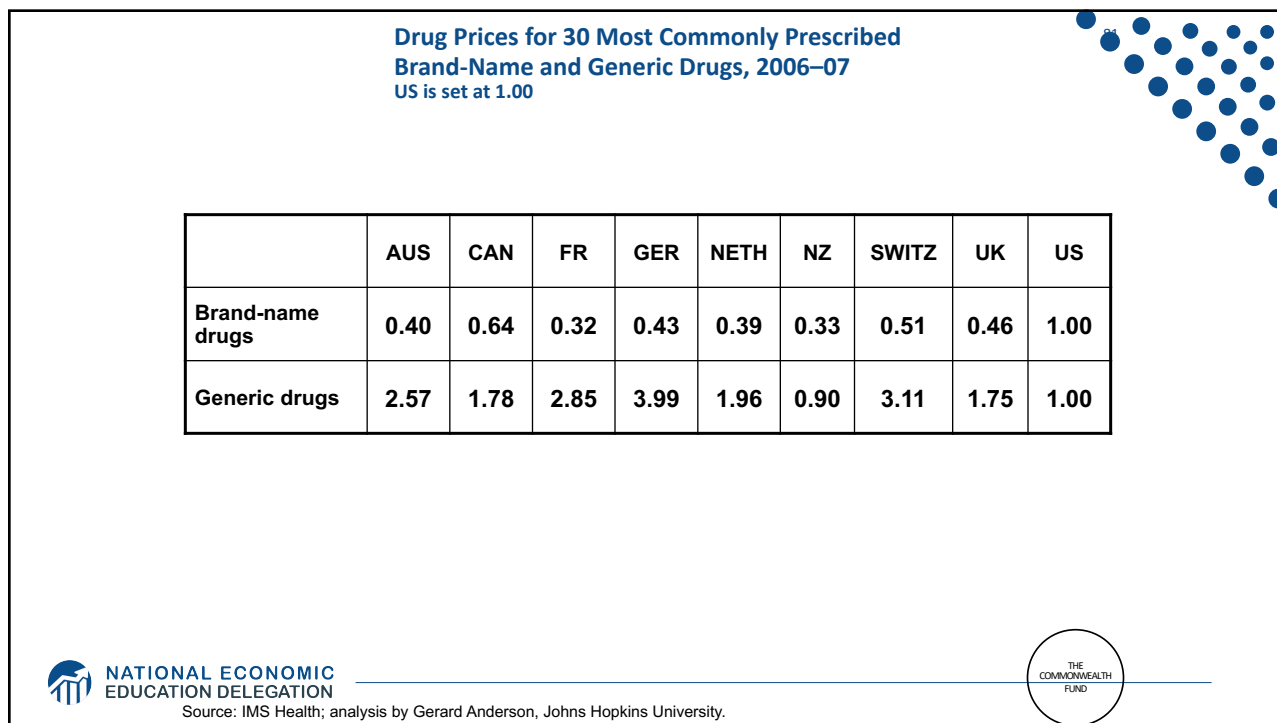 Drug Prices for 30 Most Commonly Prescribed
Brand-Name and Generic Drugs, 2006–07
US is set at 1.00
AUS CAN FR GER NETH NZ SWITZ UK US
Brand-name
drugs
0.40 0.64 0.32 0.43 0.39 0.33 0.51 0.46 1.00
Generic drugs 2.57 1.78 2.85 3.99 1.96 0.90 3.11 1.75 1.00
NATIONAL ECONOMIC
EDUCATION DELEGATION
THE
COMMONWEALTH
FUND
Source: IMS Health; analysis by Gerard Anderson, Johns Hopkins University.